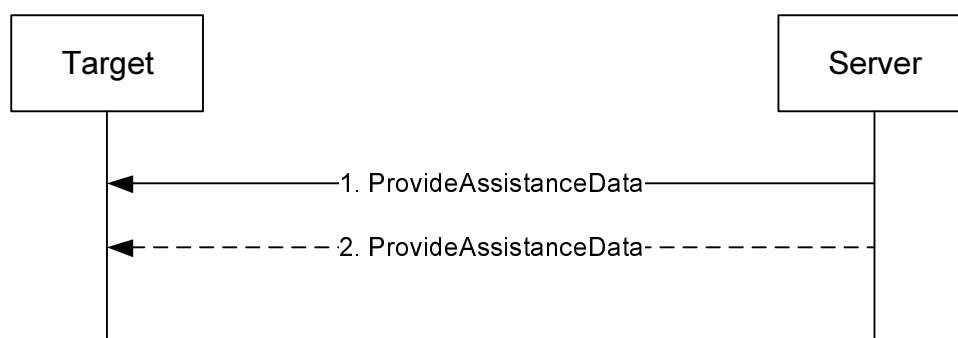 Target
Server
1. ProvideAssistanceData
2. ProvideAssistanceData